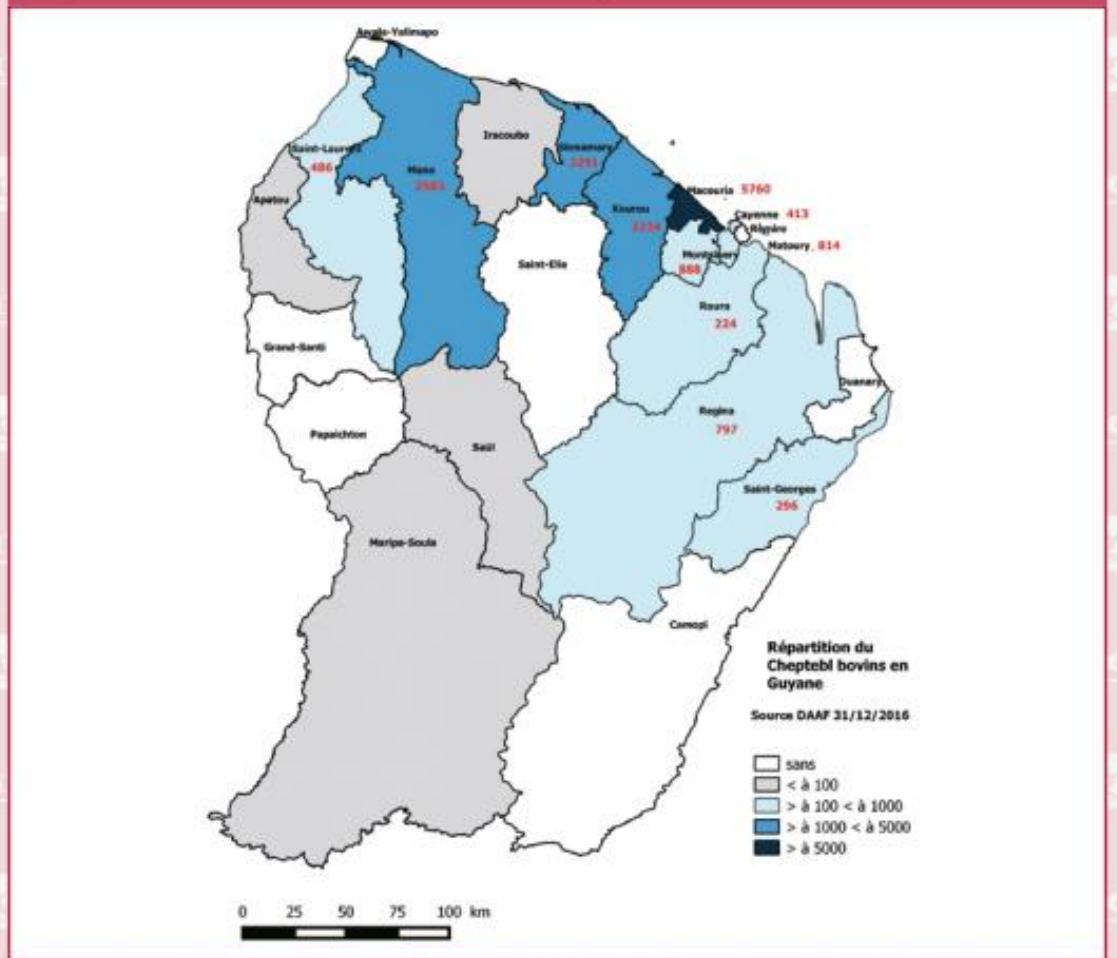 Awala-Yalimapo
Iracoubo
Sinnamary
Saint-Laurent
486
Mana
Apatou
Kourou
Macouria 5760
Cayenne 413
Rémire
Matoury 814
Montsinery
888
Saint-Elie
Roura
224
Grand-Santi
Ouanary
Regina
797
Papaichton
Saül
Saint-Georges
296
Maripa-Soula
Camopi
Répartition du
Cheptebl bovins en
Guyane
Source DAAF 31/12/2016
sans
< à 100
> à 100 < à 1000
> à 1000 < à 5000
> à 5000
0 25 50 75 100 km